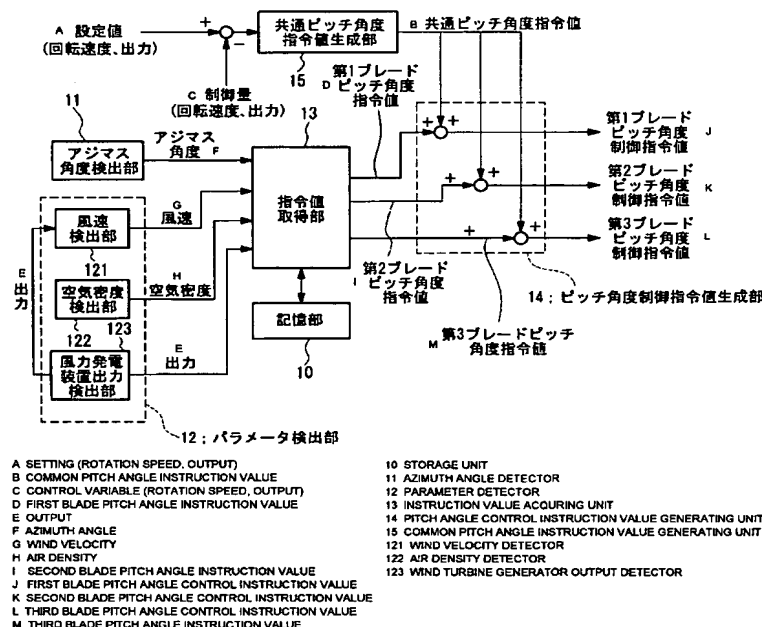 A 設定値
(回転速度、出力)
+
−
共通ピッチ角度
指令値生成部
15
B 共通ピッチ角度指令値
C 制御量
(回転速度、出力)
第1ブレード
D ピッチ角度
指令値
11
アジマス
角度検出部
アジマス
角度 F
13
指令値
取得部
+
+
第1ブレード
ピッチ角度 J
制御指令値
+
+
第2ブレード
ピッチ角度 K
制御指令値
+
+
第3ブレード
ピッチ角度 L
制御指令値
風速
検出部
121
G
風速
E
出力
空気密度
検出部
122
H
空気密度
123
風力発電
装置出力
検出部
E
出力
記憶部
10
第2ブレード
I ピッチ角度
指令値
14;ピッチ角度制御指令値生成部
第3ブレードピッチ
M 角度指令値
12;パラメータ検出部
A SETTING (ROTATION SPEED, OUTPUT)
B COMMON PITCH ANGLE INSTRUCTION VALUE
C CONTROL VARIABLE (ROTATION SPEED, OUTPUT)
D FIRST BLADE PITCH ANGLE INSTRUCTION VALUE
E OUTPUT
F AZIMUTH ANGLE
G WIND VELOCITY
H AIR DENSITY
I SECOND BLADE PITCH ANGLE INSTRUCTION VALUE
J FIRST BLADE PITCH ANGLE CONTROL INSTRUCTION VALUE
K SECOND BLADE PITCH ANGLE CONTROL INSTRUCTION VALUE
L THIRD BLADE PITCH ANGLE CONTROL INSTRUCTION VALUE
M THIRD BLADE PITCH ANGLE INSTRUCTION VALUE
10 STORAGE UNIT
11 AZIMUTH ANGLE DETECTOR
12 PARAMETER DETECTOR
13 INSTRUCTION VALUE ACQURING UNIT
14 PITCH ANGLE CONTROL INSTRUCTION VALUE GENERATING UNIT
15 COMMON PITCH ANGLE INSTRUCTION VALUE GENERATING UNIT
121 WIND VELOCITY DETECTOR
122 AIR DENSITY DETECTOR
123 WIND TURBINE GENERATOR OUTPUT DETECTOR